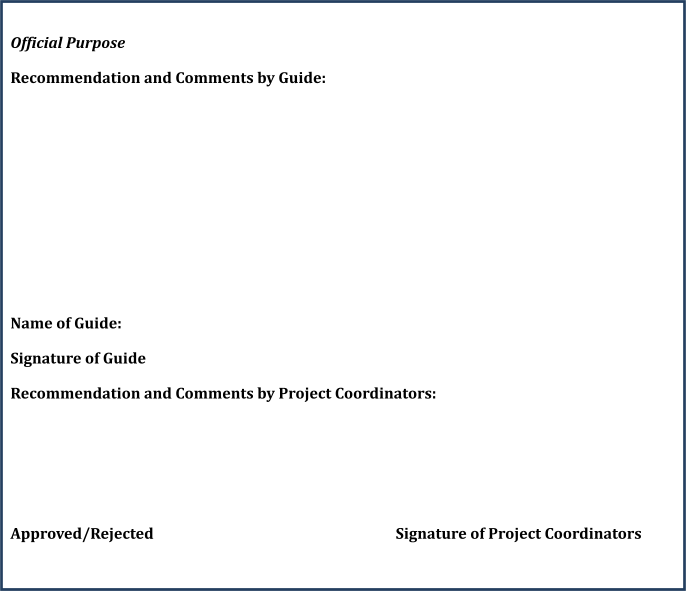 Official Purpose
Recommendation and Comments by Guide:
Name of Guide:
Signature of Guide
Recommendation and Comments by Project Coordinators:
Approved/Rejected Signature of Project Coordinators